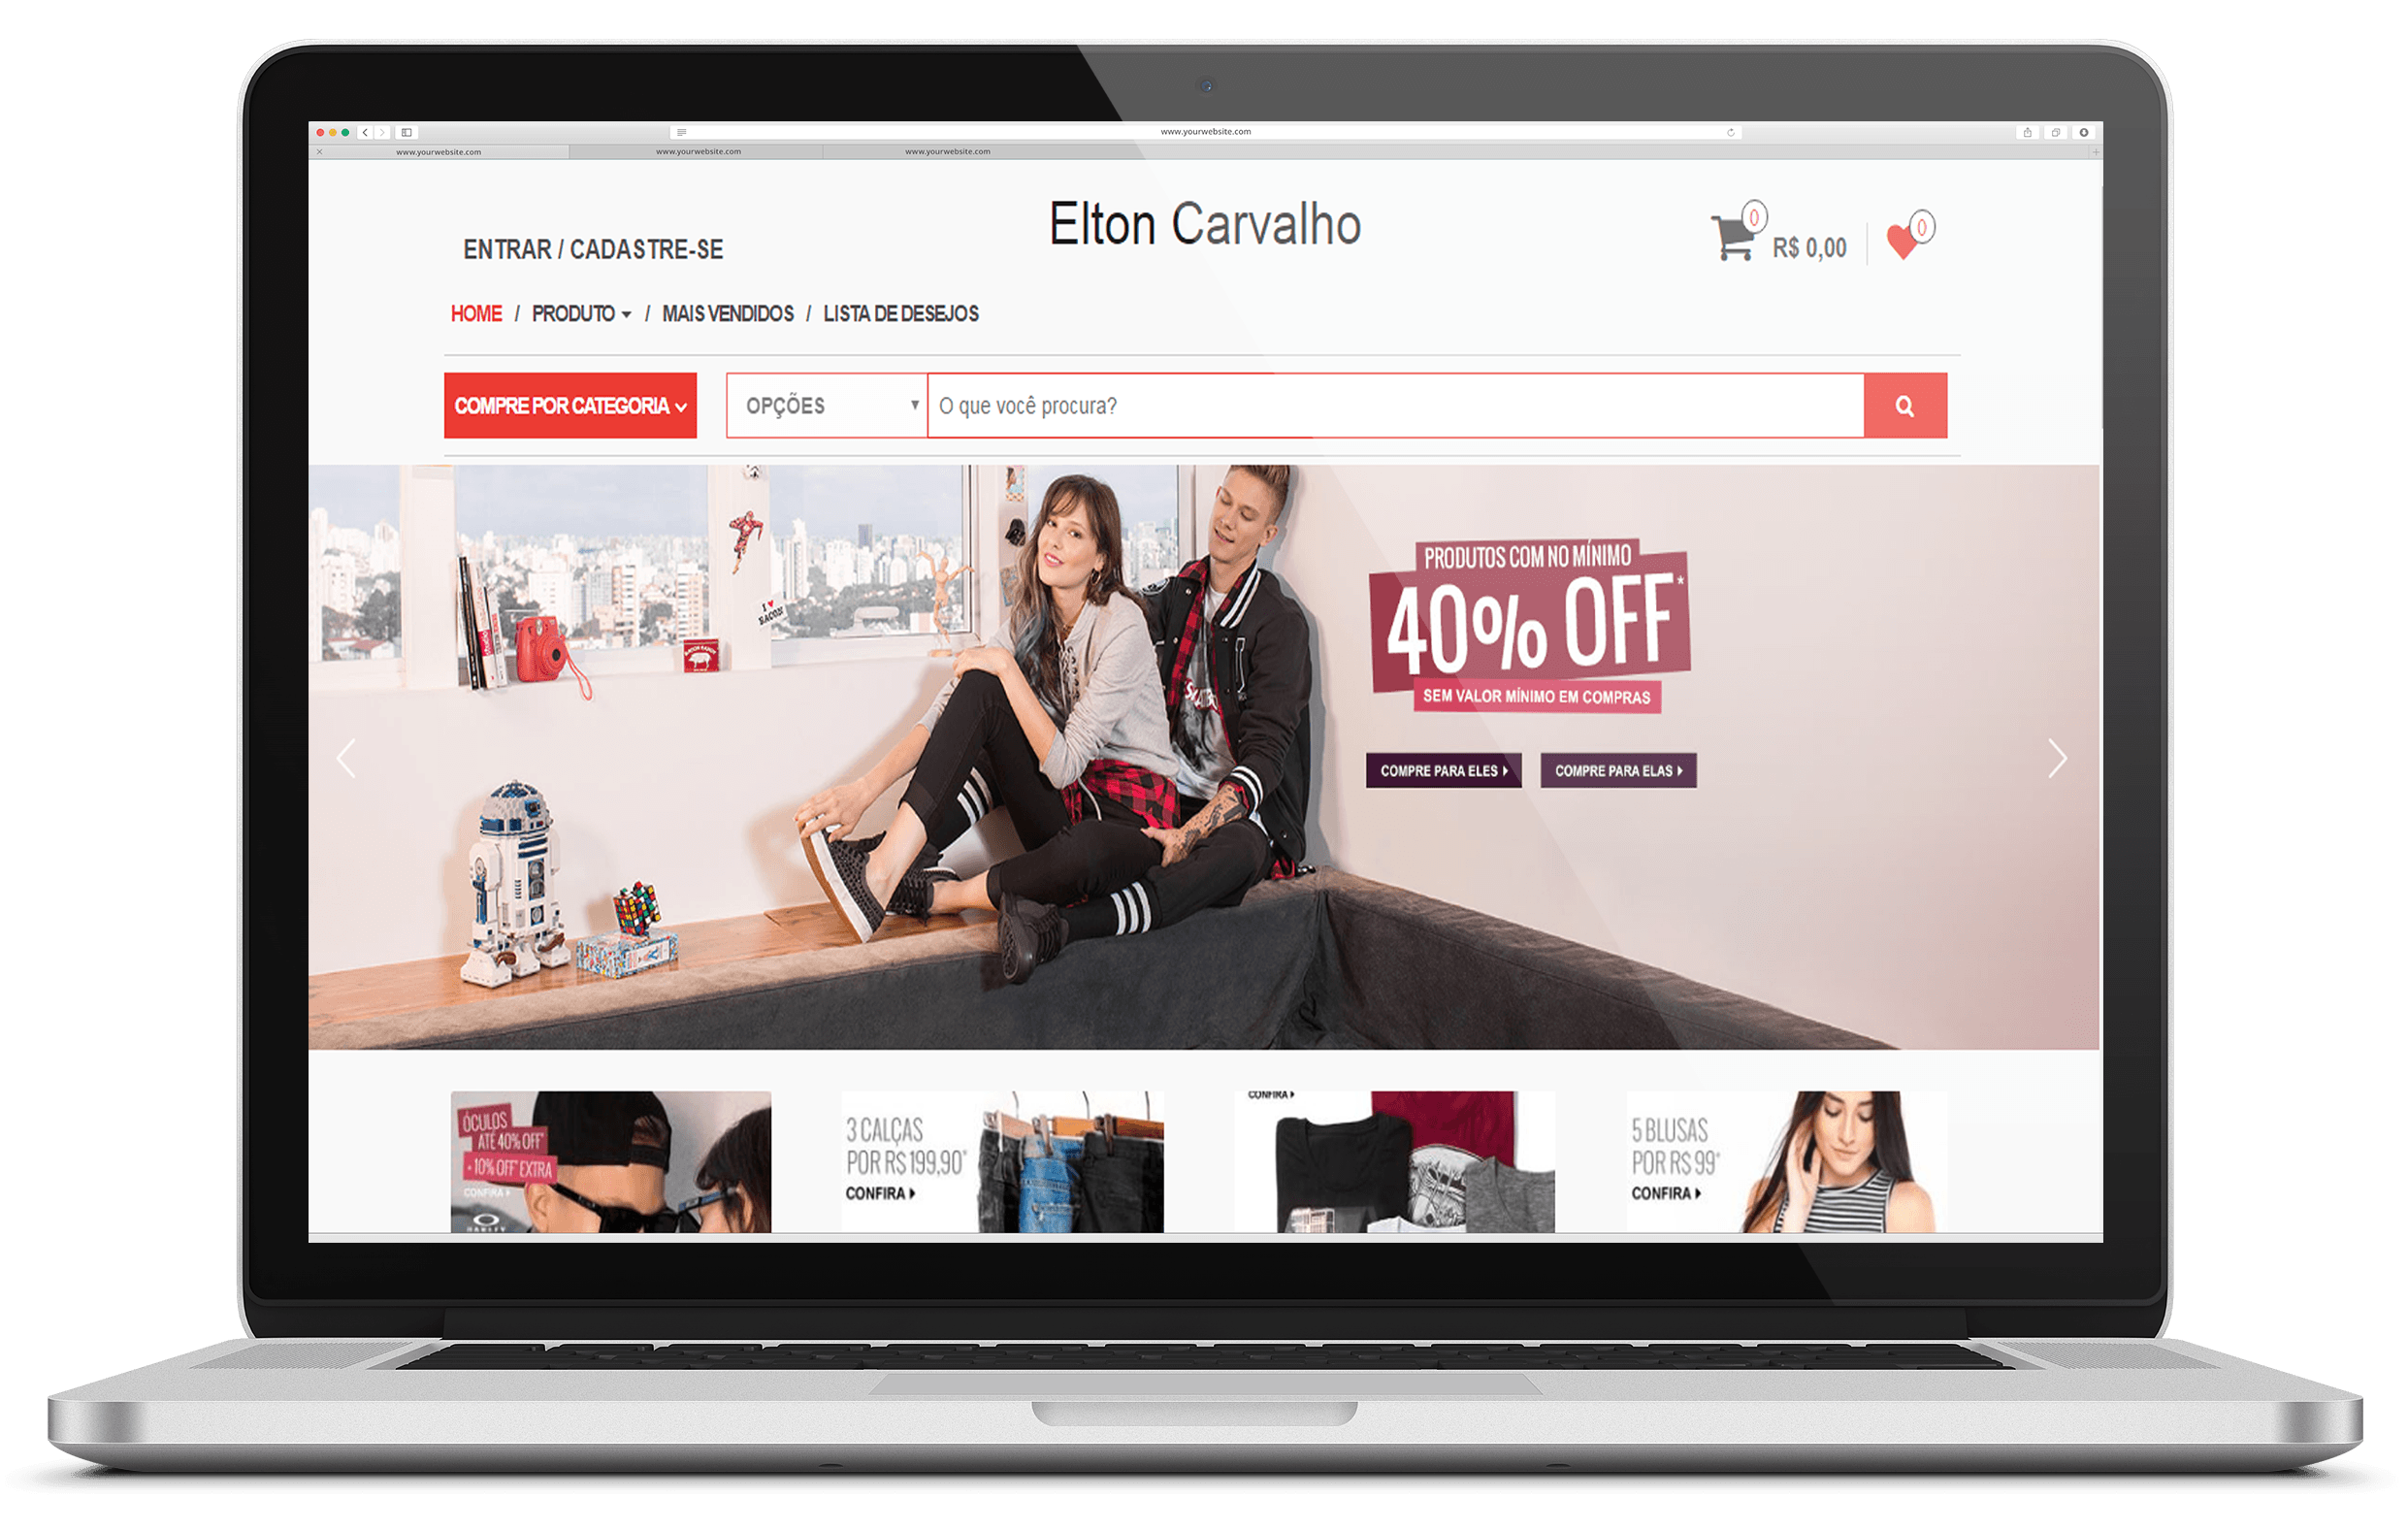 www.yourwebsite.com
www.yourwebsite.com
www.yourwebsite.com
www.yourwebsite.com
Elton Carvalho
0
R$ 0,00
0
ENTRAR / CADASTRE-SE
HOME / PRODUTO / MAIS VENDIDOS / LISTA DE DESEJOS
COMPRE POR CATEGORIA
OPÇÕES
O que você procura?
I ♥
BACON
PRODUTOS COM NO MÍNIMO
40% OFF*
SEM VALOR MÍNIMO EM COMPRAS
COMPRE PARA ELES
COMPRE PARA ELAS
ÓCULOS
ATÉ 40% OFF*
+ 10% OFF* EXTRA
CONFIRA
OAKLEY
3 CALÇAS
POR R$ 199,90*
CONFIRA
CONFIRA
5 BLUSAS
POR R$ 99*
CONFIRA